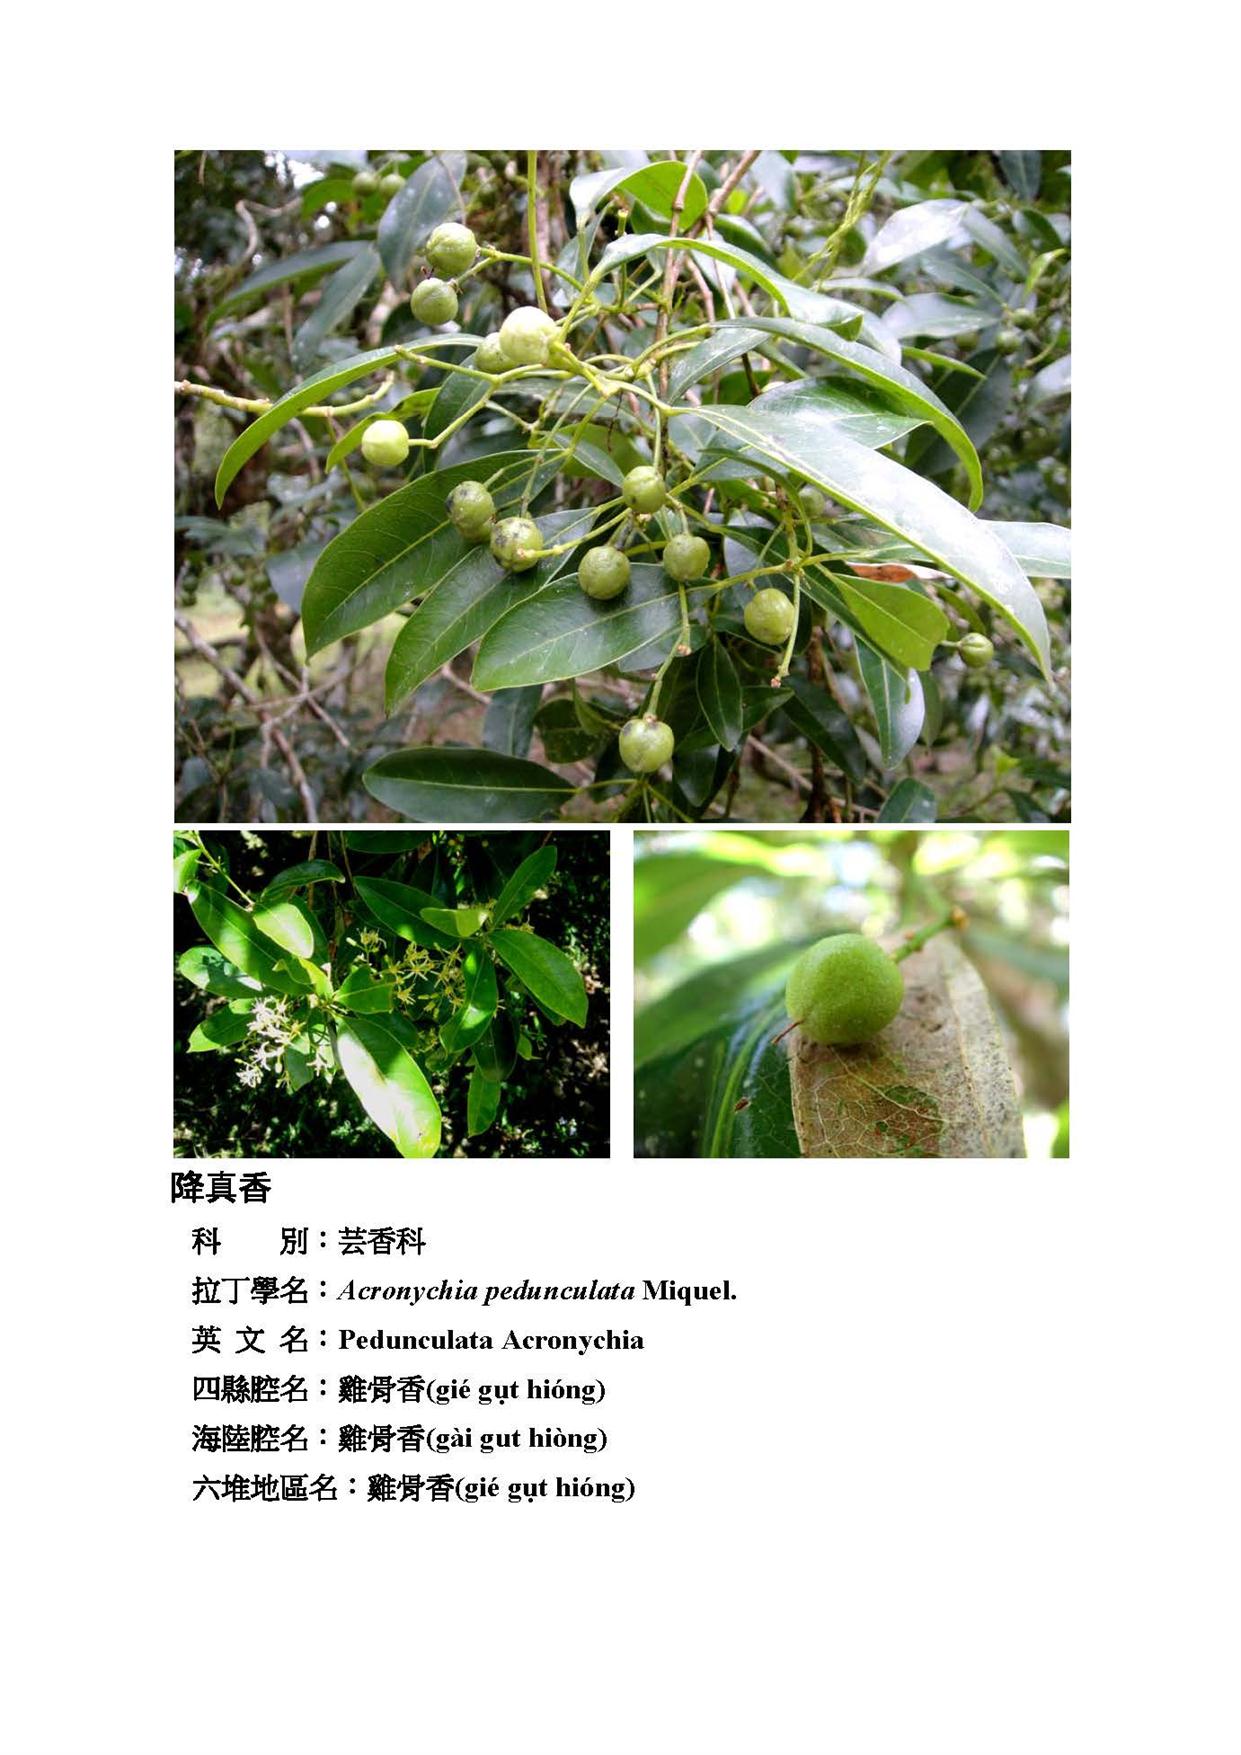 降真香
科　　別：芸香科
拉丁學名：Acronychia pedunculata Miquel.
英 文 名：Pedunculata Acronychia
四縣腔名：雞骨香(gié gụt hióng)
海陸腔名：雞骨香(gài gut hiòng)
六堆地區名：雞骨香(gié gụt hióng)